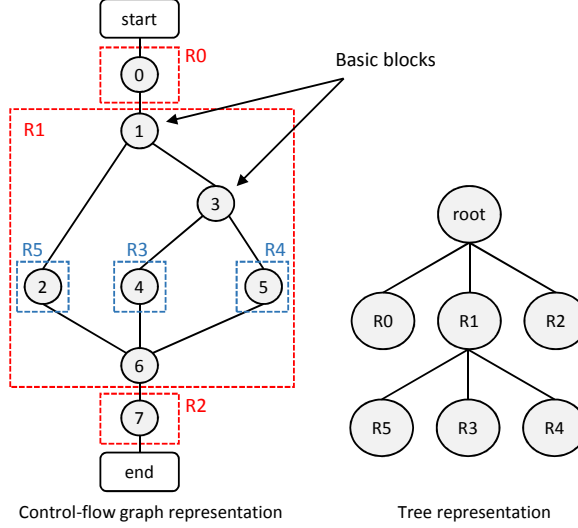 start
R0
0
Basic blocks
R1
1
3
root
R5
R3
R4
2
4
5
R0
R1
R2
6
R2
7
R5
R3
R4
end
Control-flow graph representation
Tree representation